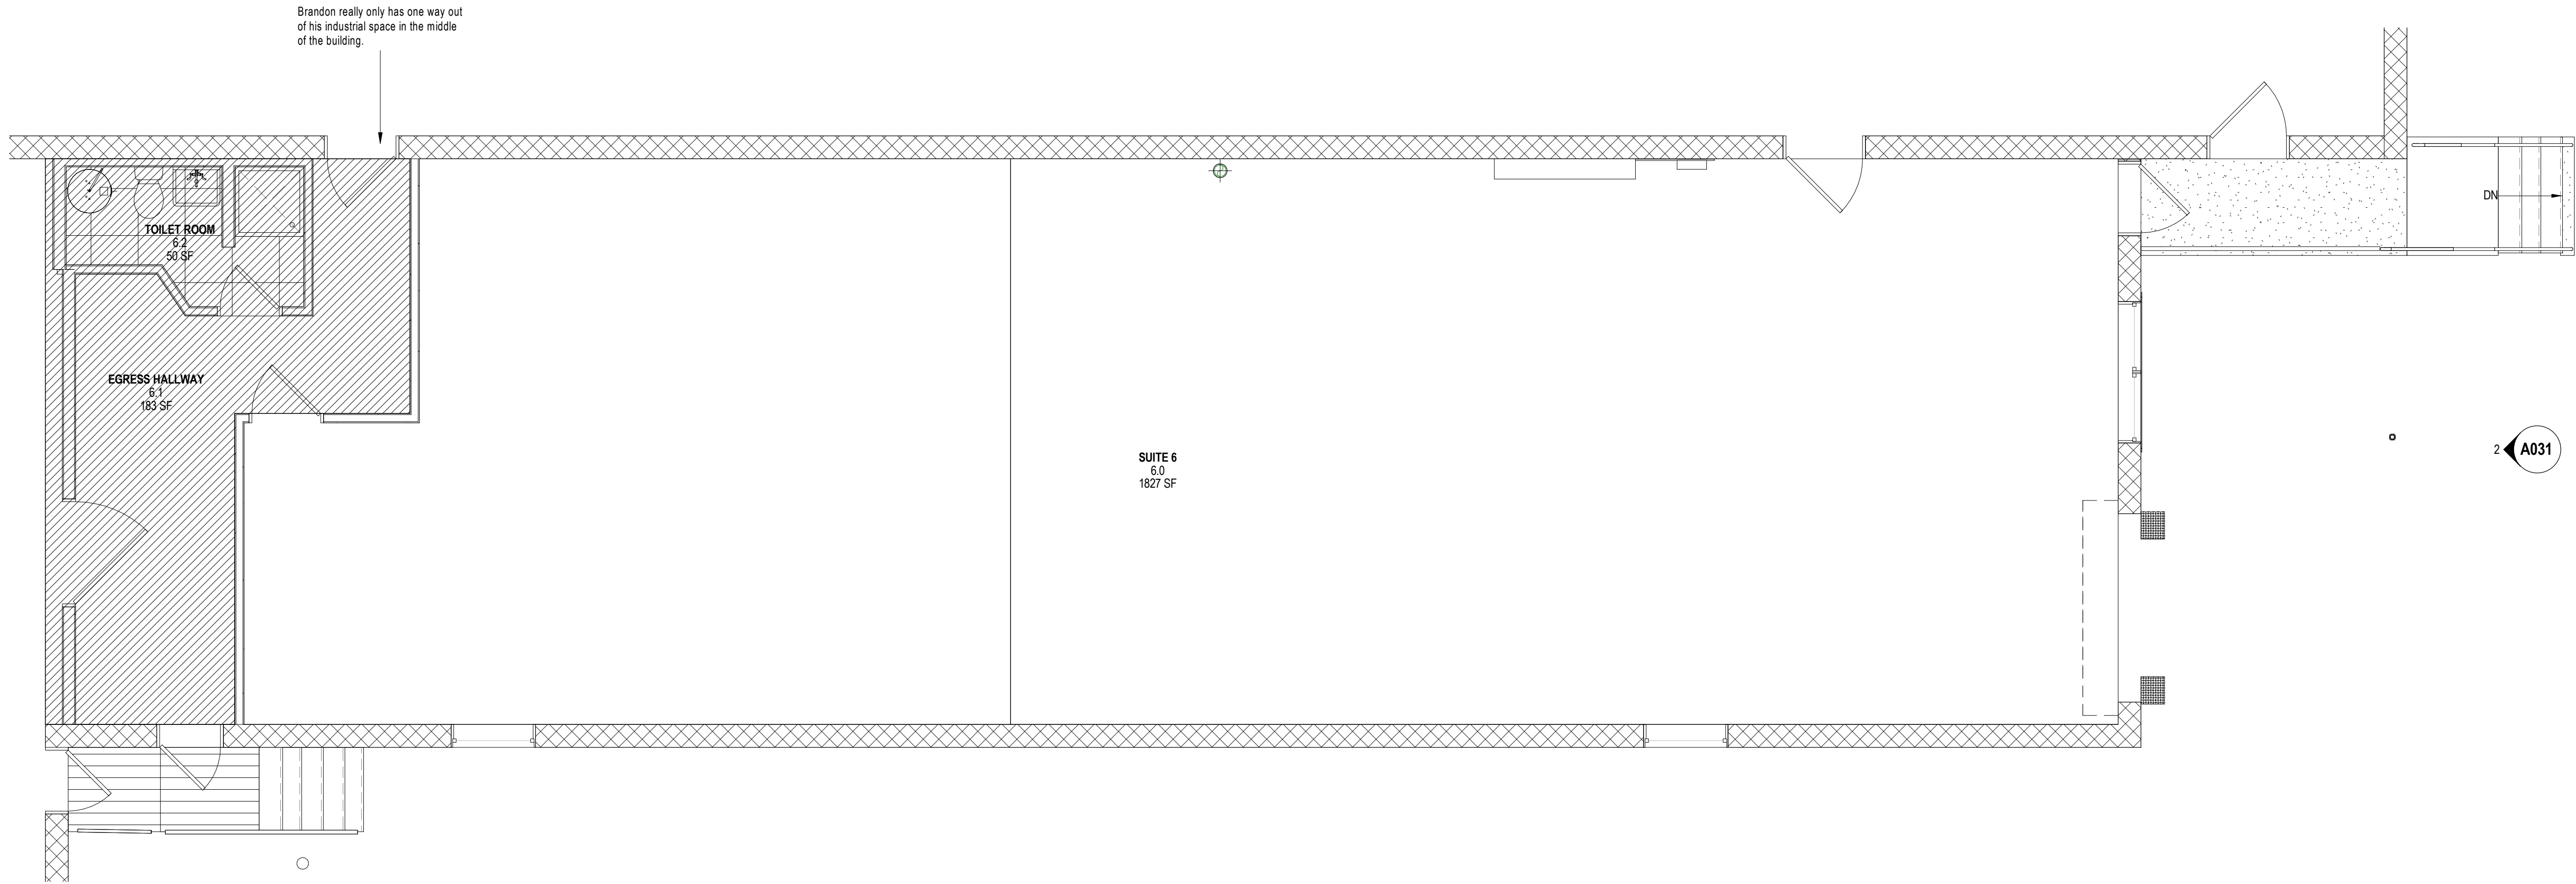 Brandon really only has one way out
of his industrial space in the middle
of the building.
DN
TOILET ROOM
6.2
50 SF
EGRESS HALLWAY
6.1
183 SF
SUITE 6
6.0
1827 SF
2 A031